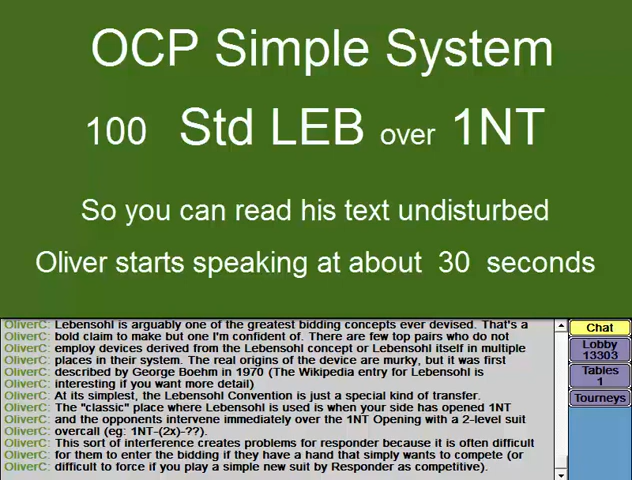 OCP Simple System
100 Std LEB over 1NT
So you can read his text undisturbed
Oliver starts speaking at about 30 seconds
OliverC: Lebensohl is arguably one of the greatest bidding concepts ever devised. That's a
OliverC: bold claim to make but one I'm confident of. There are few top pairs who do not
OliverC: employ devices derived from the Lebensohl concept or Lebensohl itself in multiple
OliverC: places in their system. The real origins of the device are murky, but it was first
OliverC: described by George Boehm in 1970 (The Wikipedia entry for Lebensohl is
OliverC: interesting if you want more detail)
OliverC: At its simplest, the Lebensohl Convention is just a special kind of transfer.
OliverC: The "classic" place where Lebensohl is used is when your side has opened 1NT
OliverC: and the opponents intervene immediately over the 1NT Opening with a 2-level suit
OliverC: overcall (eg: 1NT-(2x)-??).
OliverC: This sort of interference creates problems for responder because it is often difficult
OliverC: for them to enter the bidding if they have a hand that simply wants to compete (or
OliverC: difficult to force if you play a simple new suit by Responder as competitive).
Chat
Lobby
13303
Tables
1
Tourneys